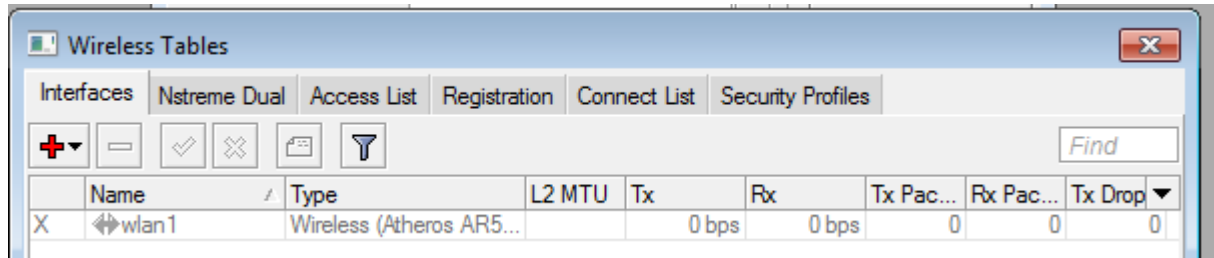 Wireless Tables
Interfaces Nstreme Dual Access List Registration Connect List Security Profiles
Find
Name Type L2 MTU Tx Rx Tx Pac... Rx Pac... Tx Drop
X wlan1 Wireless (Atheros AR5... 0 bps 0 bps 0 0 0